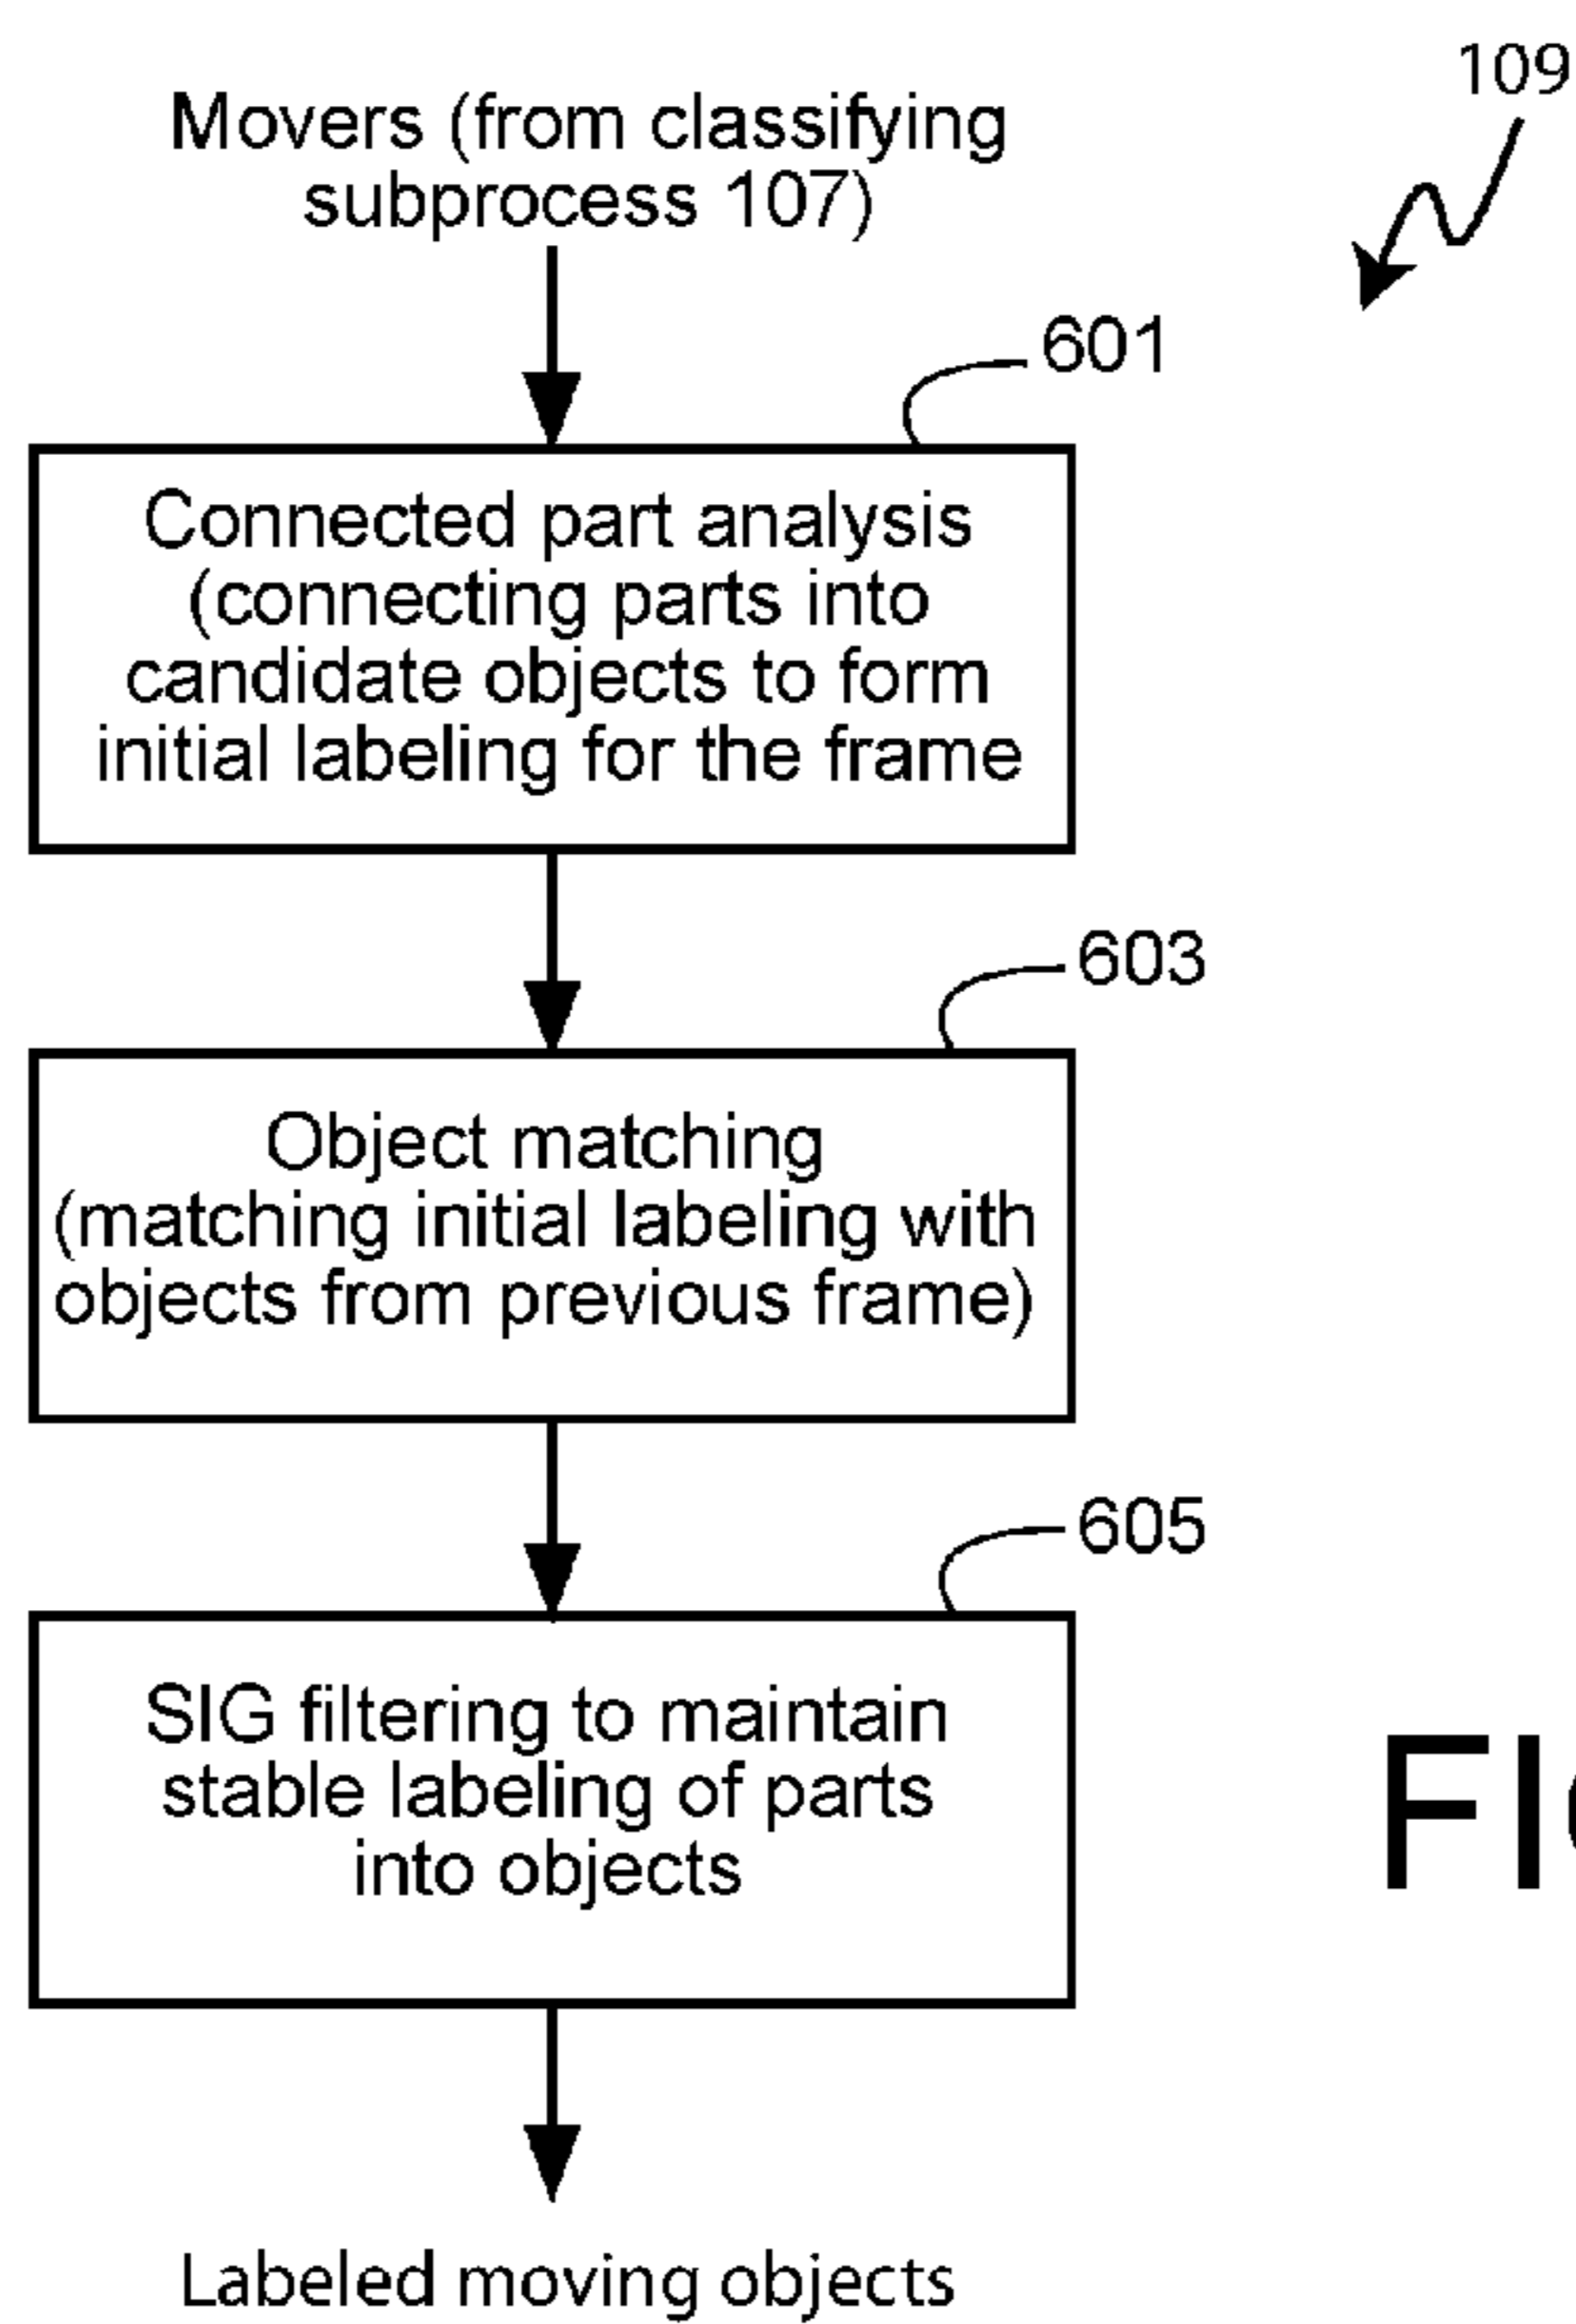 109
Movers (from classifying
subprocess 107)
601
Connected part analysis
(connecting parts into
candidate objects to form
initial labeling for the frame
603
Object matching
(matching initial labeling with
objects from previous frame)
605
SIG filtering to maintain
stable labeling of parts
into objects
Labeled moving objects